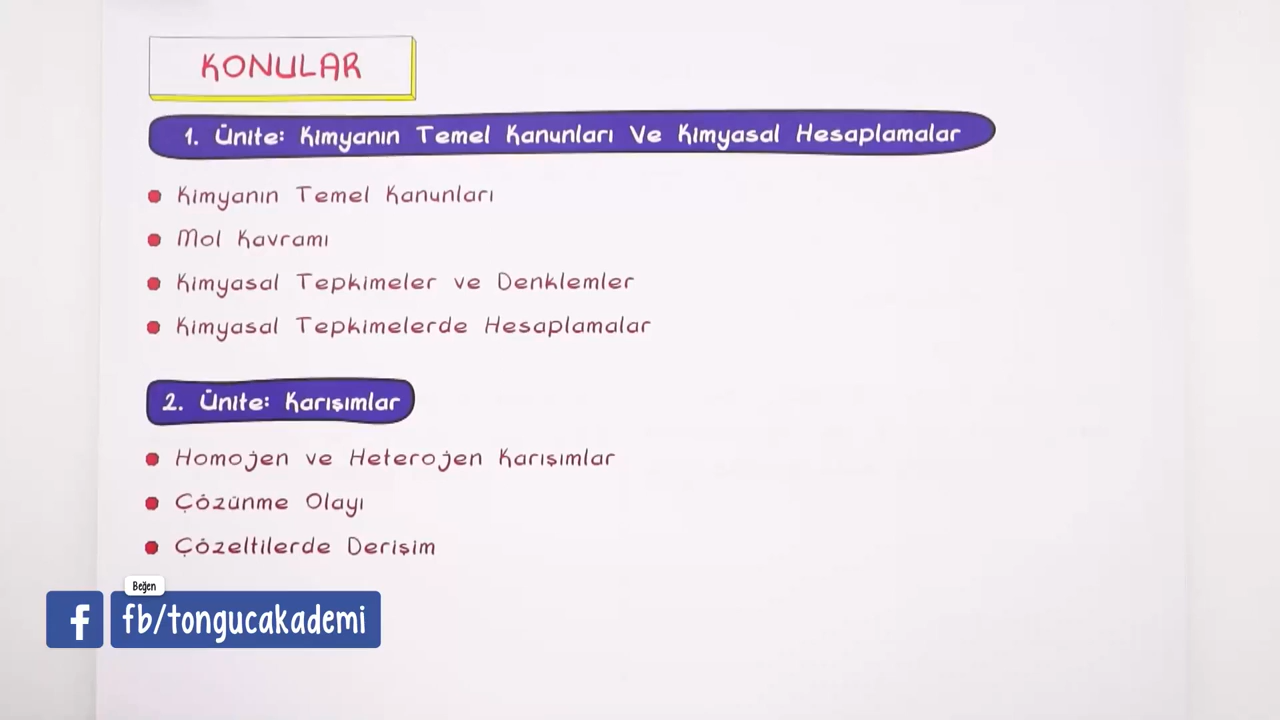 KONULAR
1. Ünite: Kimyanın Temel Kanunları Ve Kimyasal Hesaplamalar
Kimyanın Temel Kanunları
Mol Kavramı
Kimyasal Tepkimeler ve Denklemler
Kimyasal Tepkimelerde Hesaplamalar
2. Ünite: Karışımlar
Homojen ve Heterojen Karışımlar
Çözünme Olayı
Çözeltilerde Derişim
Beğen
f fb/tongucakademi